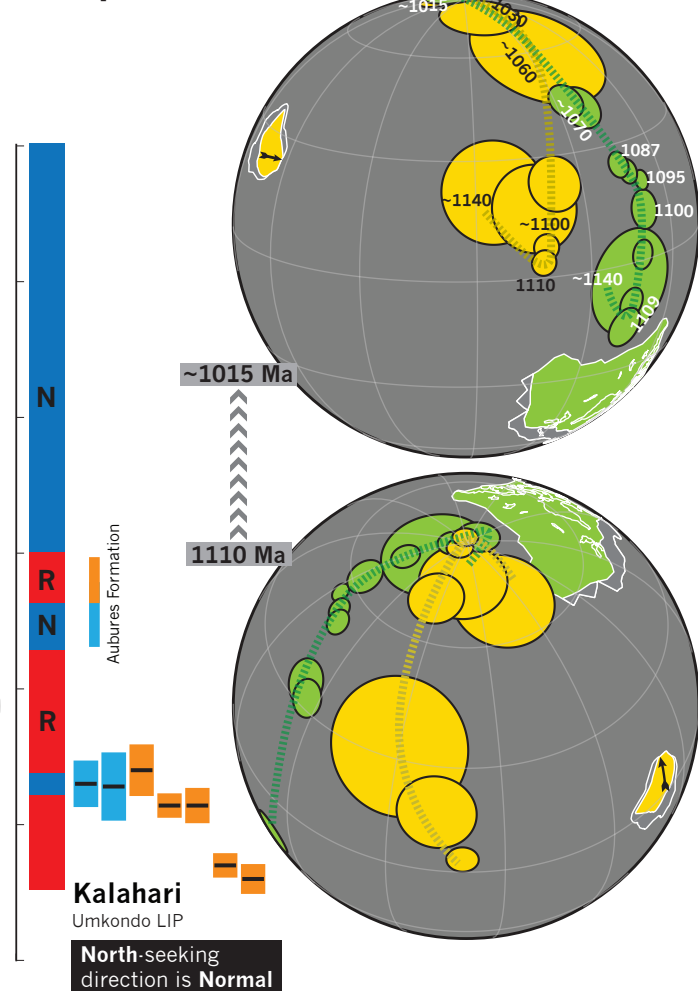 ~1015
1030
~1060
~1070
1087
1095
1100
~1140
~1100
~1140
1110
1109
~1015 Ma
1110 Ma
N
R
N
R
Aubures Formation
Kalahari
Umkondo LIP
North-seeking
direction is Normal